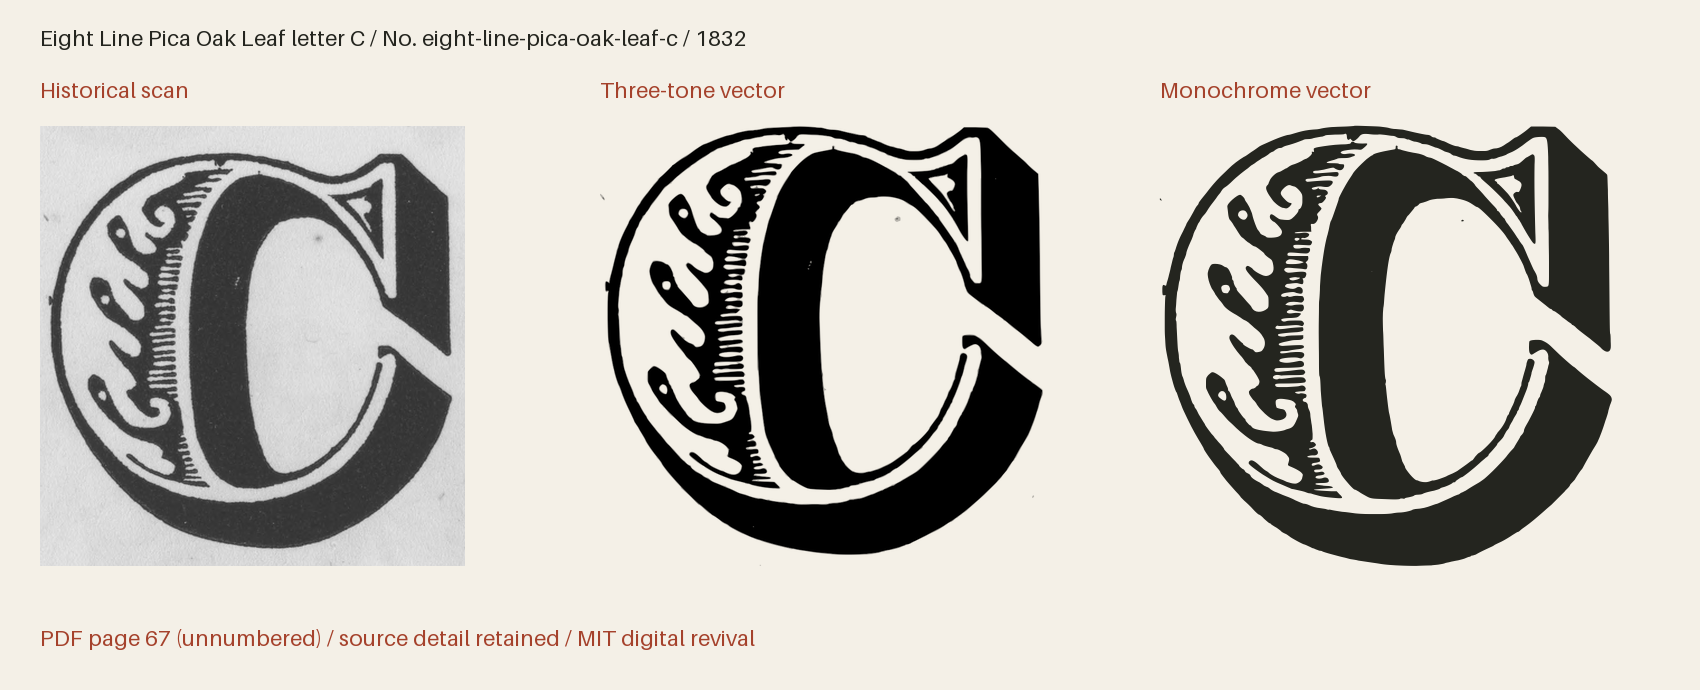 Eight Line Pica Oak Leaf letter C / No. eight-line-pica-oak-leaf-c / 1832
Historical scan
Three-tone vector
Monochrome vector
C
C
C
PDF page 67 (unnumbered) / source detail retained / MIT digital revival